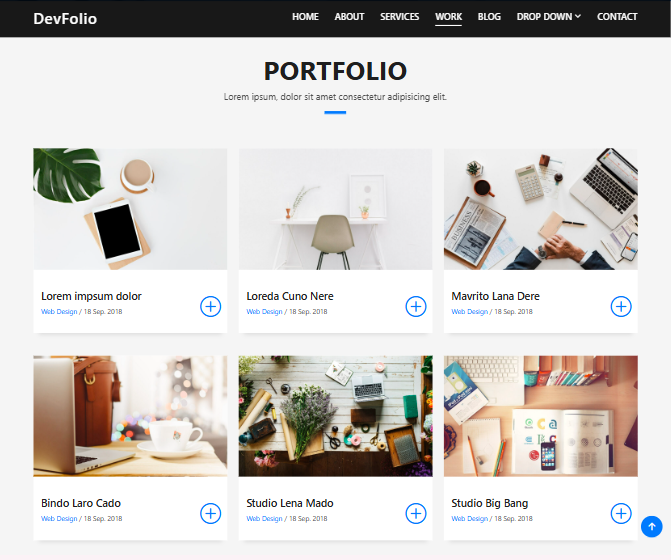 DevFolio
HOME ABOUT SERVICES WORK BLOG DROP DOWN CONTACT
PORTFOLIO
Lorem ipsum, dolor sit amet consectetur adipisicing elit.
BUSINESS
Lorem impsum dolor
Web Design / 18 Sep. 2018
Loreda Cuno Nere
Web Design / 18 Sep. 2018
Mavrito Lana Dere
Web Design / 18 Sep. 2018
Bindo Laro Cado
Web Design / 18 Sep. 2018
Studio Lena Mado
Web Design / 18 Sep. 2018
Studio Big Bang
Web Design / 18 Sep. 2018